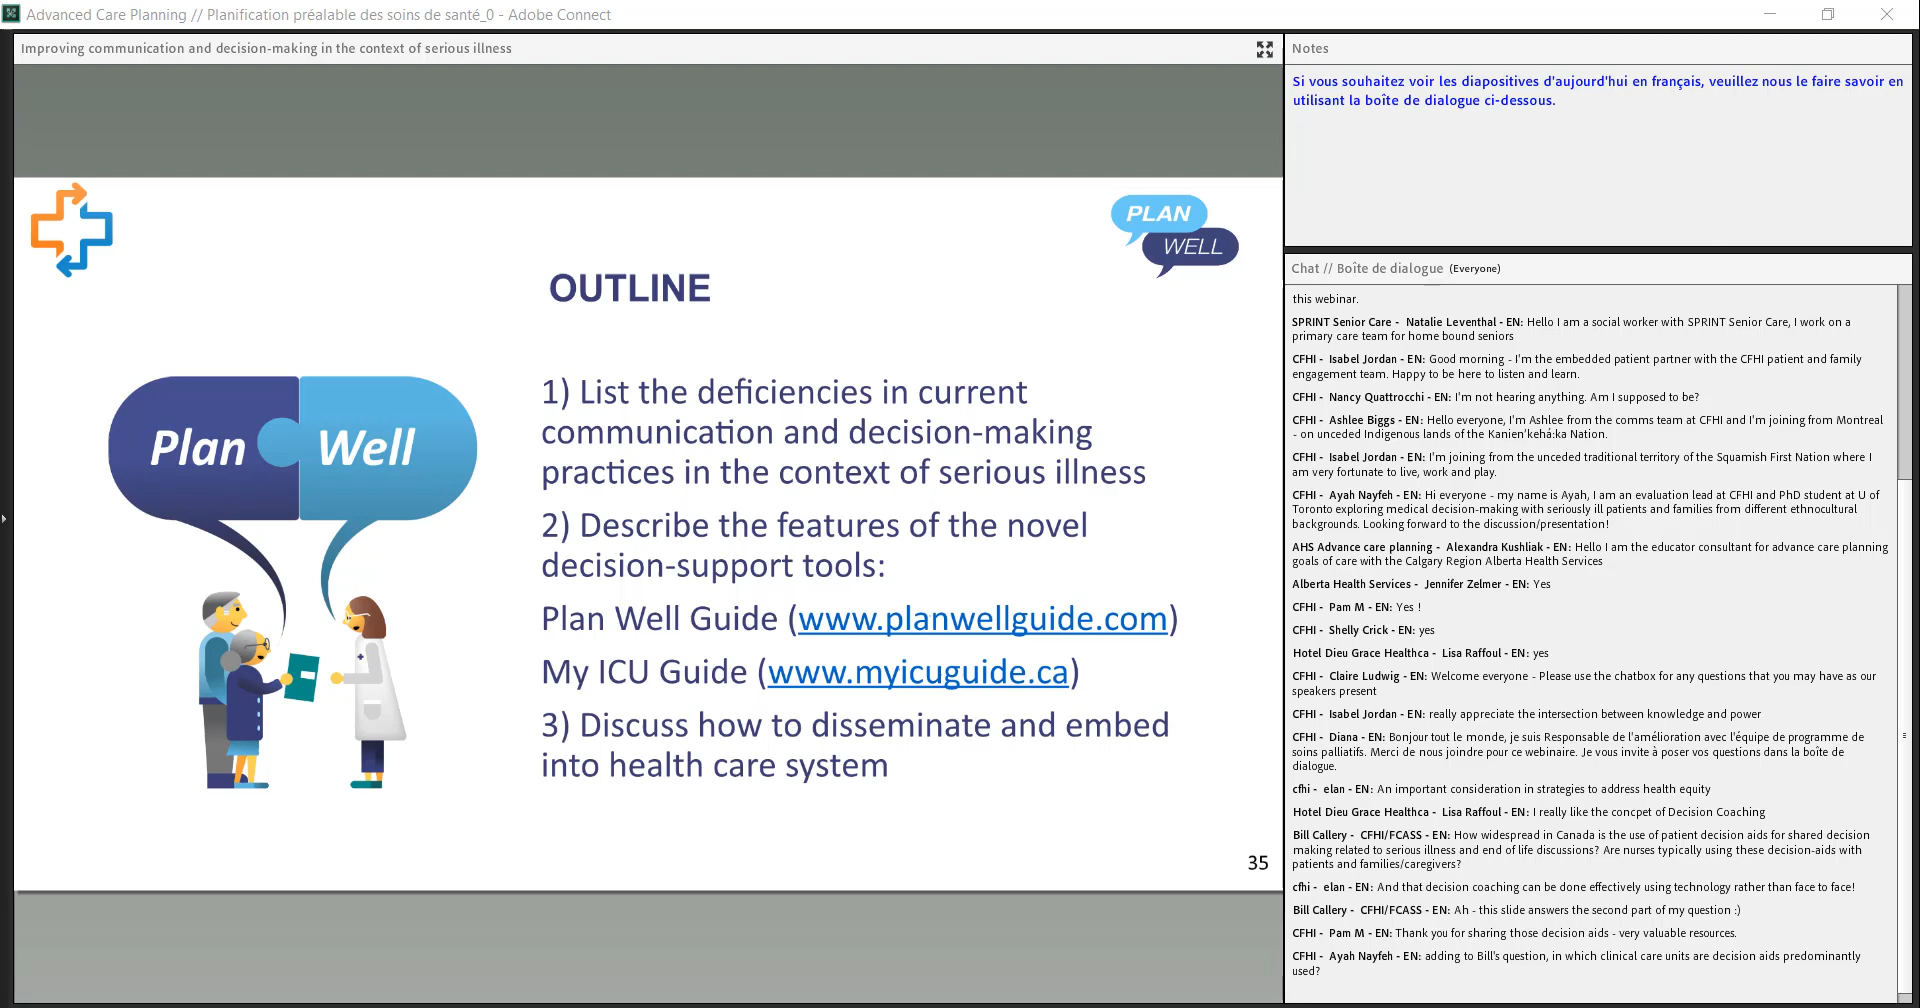 Advanced Care Planning // Planification préalable des soins de santé_0 - Adobe Connect
Improving communication and decision-making in the context of serious illness
PLAN
WELL
OUTLINE
Plan Well
1) List the deficiencies in current
communication and decision-making
practices in the context of serious illness
2) Describe the features of the novel
decision-support tools:
Plan Well Guide (www.planwellguide.com)
My ICU Guide (www.myicuguide.ca)
3) Discuss how to disseminate and embed
into health care system
35
Notes
Si vous souhaitez voir les diapositives d'aujourd'hui en français, veuillez nous le faire savoir en
utilisant la boîte de dialogue ci-dessous.
Chat // Boîte de dialogue (Everyone)
this webinar.
SPRINT Senior Care - Natalie Leventhal - EN: Hello I am a social worker with SPRINT Senior Care, I work on a
primary care team for home bound seniors
CFHI - Isabel Jordan - EN: Good morning - I'm the embedded patient partner with the CFHI patient and family
engagement team. Happy to be here to listen and learn.
CFHI - Nancy Quattrocchi - EN: I'm not hearing anything. Am I supposed to be?
CFHI - Ashlee Biggs - EN: Hello everyone, I'm Ashlee from the comms team at CFHI and I'm joining from Montreal
- on unceded Indigenous lands of the Kanien’kehá:ka Nation.
CFHI - Isabel Jordan - EN: I'm joining from the unceded traditional territory of the Squamish First Nation where I
am very fortunate to live, work and play.
CFHI - Ayah Nayfeh - EN: Hi everyone - my name is Ayah, I am an evaluation lead at CFHI and PhD student at U of
Toronto exploring medical decision-making with seriously ill patients and families from different ethnocultural
backgrounds. Looking forward to the discussion/presentation!
AHS Advance care planning - Alexandra Kushliak - EN: Hello I am the educator consultant for advance care planning
goals of care with the Calgary Region Alberta Health Services
Alberta Health Services - Jennifer Zelmer - EN: Yes
CFHI - Pam M - EN: Yes !
CFHI - Shelly Crick - EN: yes
Hotel Dieu Grace Healthca - Lisa Raffoul - EN: yes
CFHI - Claire Ludwig - EN: Welcome everyone - Please use the chatbox for any questions that you may have as our
speakers present
CFHI - Isabel Jordan - EN: really appreciate the intersection between knowledge and power
CFHI - Diana - EN: Bonjour tout le monde, je suis Responsable de l'amélioration avec l'équipe de programme de
soins palliatifs. Merci de nous joindre pour ce webinaire. Je vous invite à poser vos questions dans la boîte de
dialogue.
cfhi - elan - EN: An important consideration in strategies to address health equity
Hotel Dieu Grace Healthca - Lisa Raffoul - EN: I really like the concpet of Decision Coaching
Bill Callery - CFHI/FCASS - EN: How widespread in Canada is the use of patient decision aids for shared decision
making related to serious illness and end of life discussions? Are nurses typically using these decision-aids with
patients and families/caregivers?
cfhi - elan - EN: And that decision coaching can be done effectively using technology rather than face to face!
Bill Callery - CFHI/FCASS - EN: Ah - this slide answers the second part of my question :)
CFHI - Pam M - EN: Thank you for sharing those decision aids - very valuable resources.
CFHI - Ayah Nayfeh - EN: adding to Bill's question, in which clinical care units are decision aids predominantly
used?